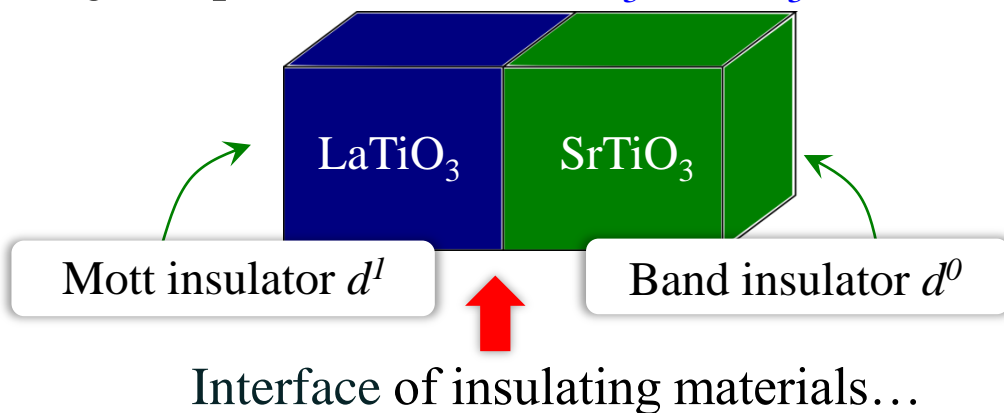 LaTiO₃ SrTiO₃
Mott insulator d¹ Band insulator d⁰
Interface of insulating materials…